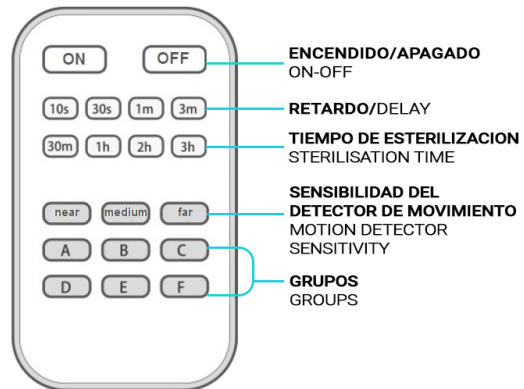 ON OFF
ENCENDIDO/APAGADO
ON-OFF
10s 30s 1m 3m
RETARDO/DELAY
30m 1h 2h 3h
TIEMPO DE ESTERILIZACION
STERILISATION TIME
near medium far
SENSIBILIDAD DEL
DETECTOR DE MOVIMIENTO
MOTION DETECTOR
SENSITIVITY
A B C
D E F
GRUPOS
GROUPS